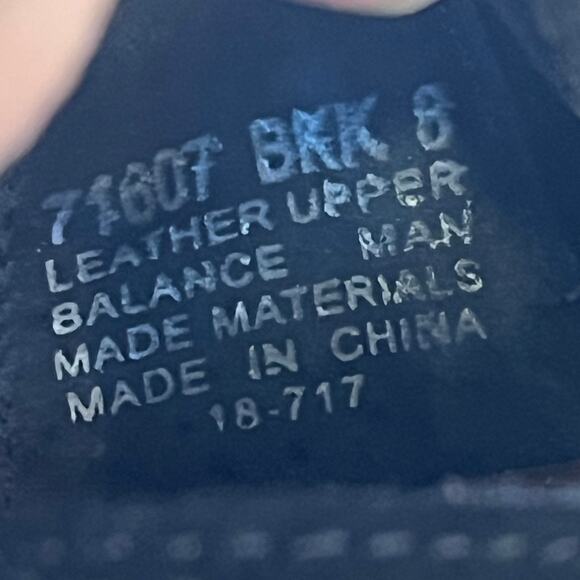 71607 BKK 8
LEATHER UPPER
BALANCE MAN
MADE MATERIALS
MADE IN CHINA
18-717